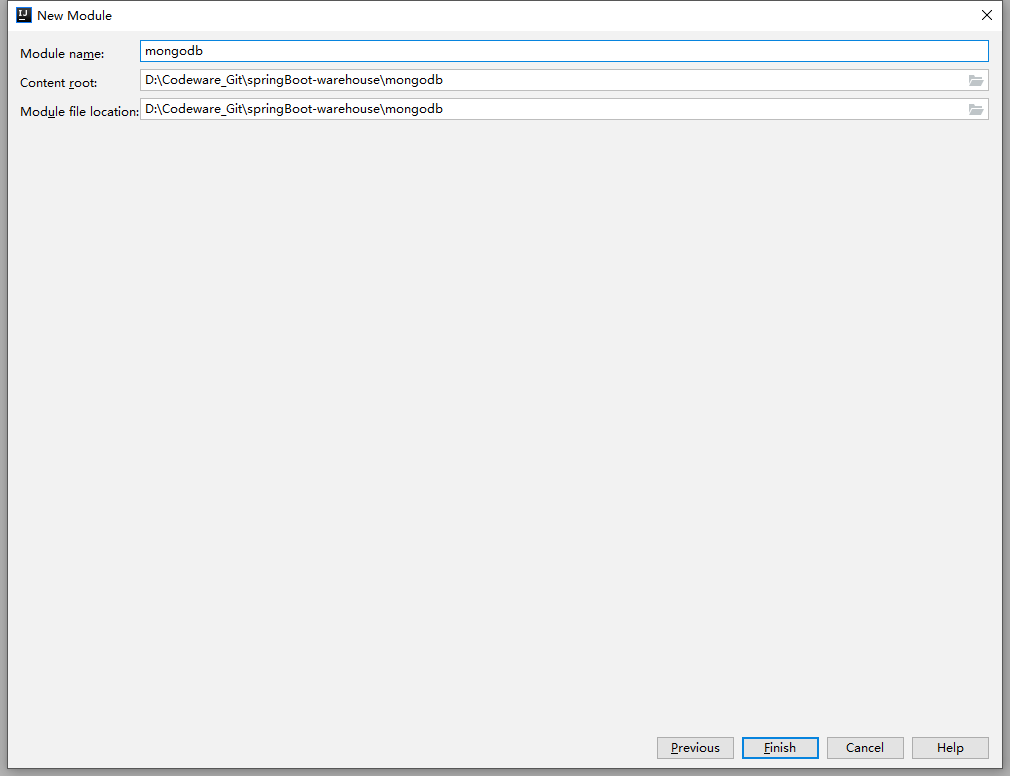 New Module
Module name: mongodb
Content root: D:\Codeware_Git\springBoot-warehouse\mongodb
Module file location: D:\Codeware_Git\springBoot-warehouse\mongodb
Previous Finish Cancel Help